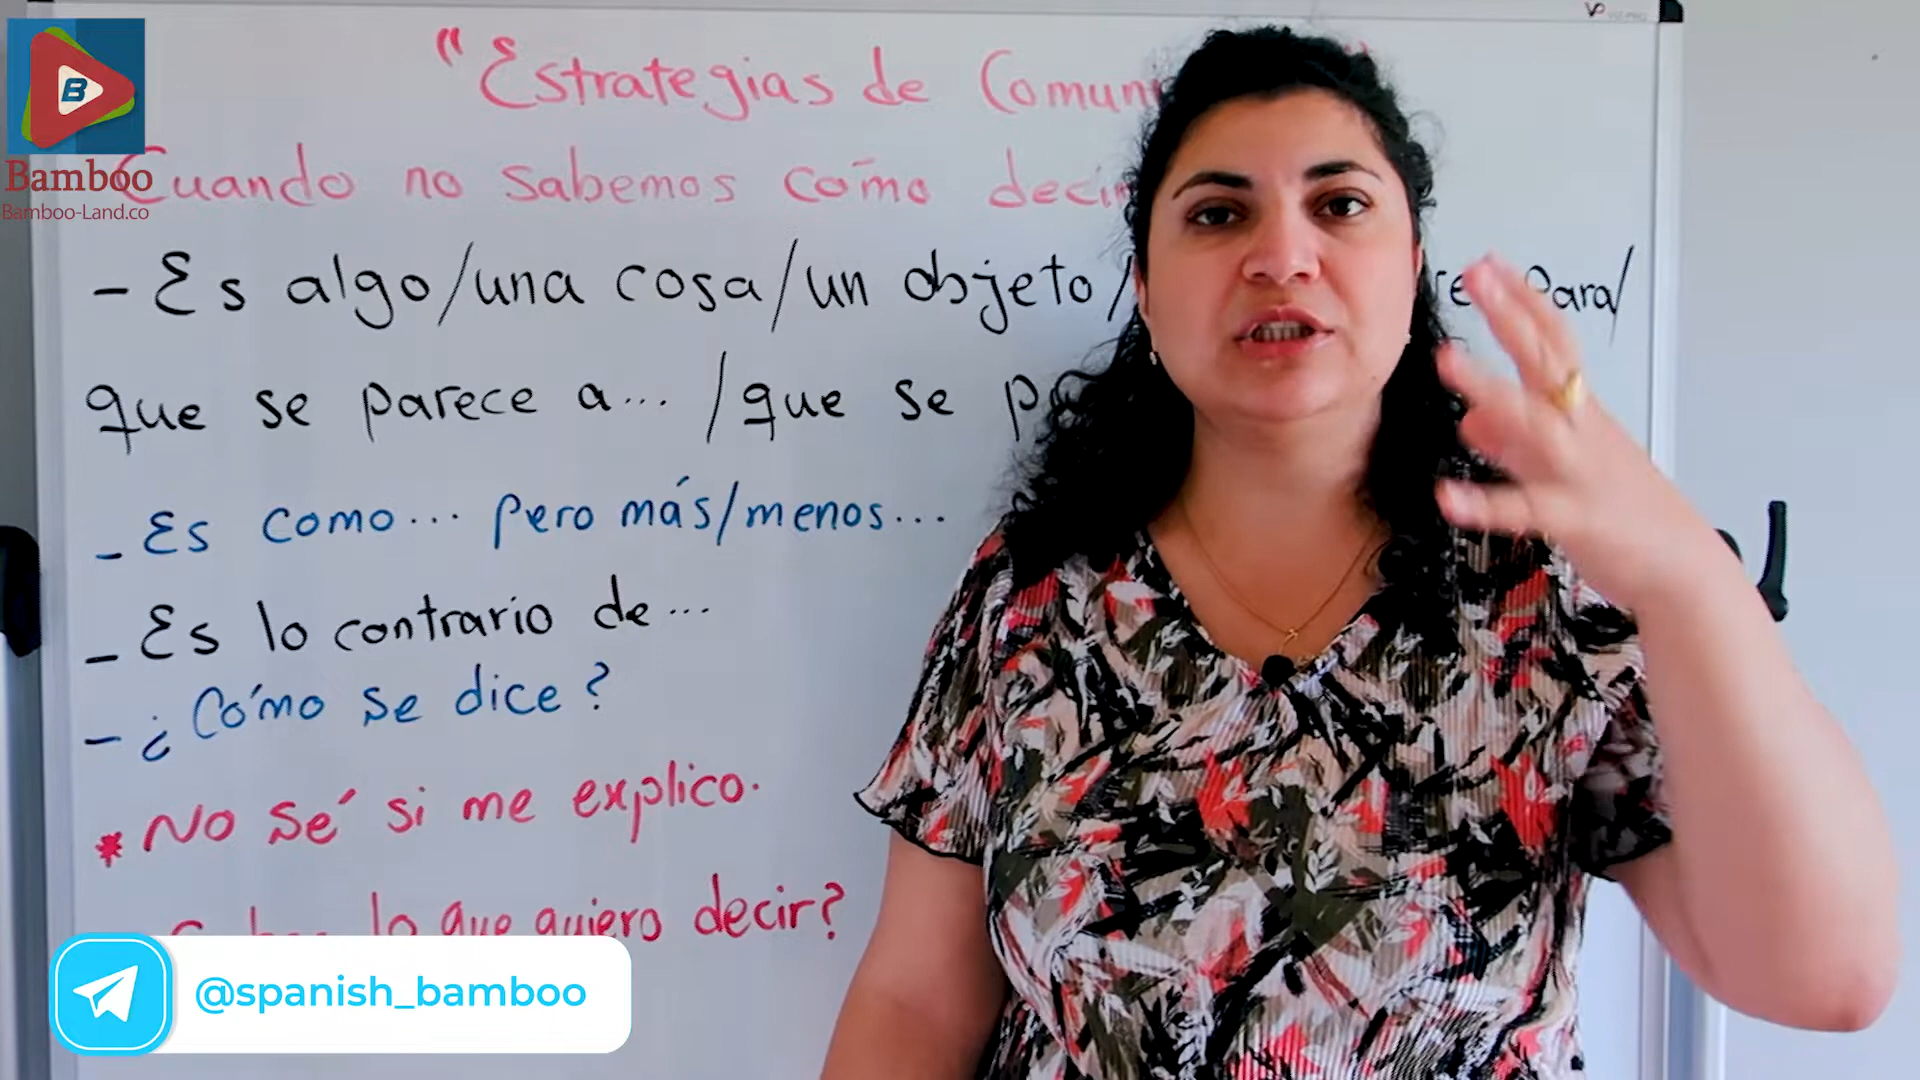 "Estrategias de
Cuando no sabemos cómo
- Es algo/una cosa/un objeto/ Para/
que se parece a... /que se
- Es como... pero más/menos...
- Es lo contrario de...
- ¿Cómo se dice?
* No sé si me explico.
lo que quiero decir?
B
Bamboo
Bamboo-Land.co
@spanish_bamboo